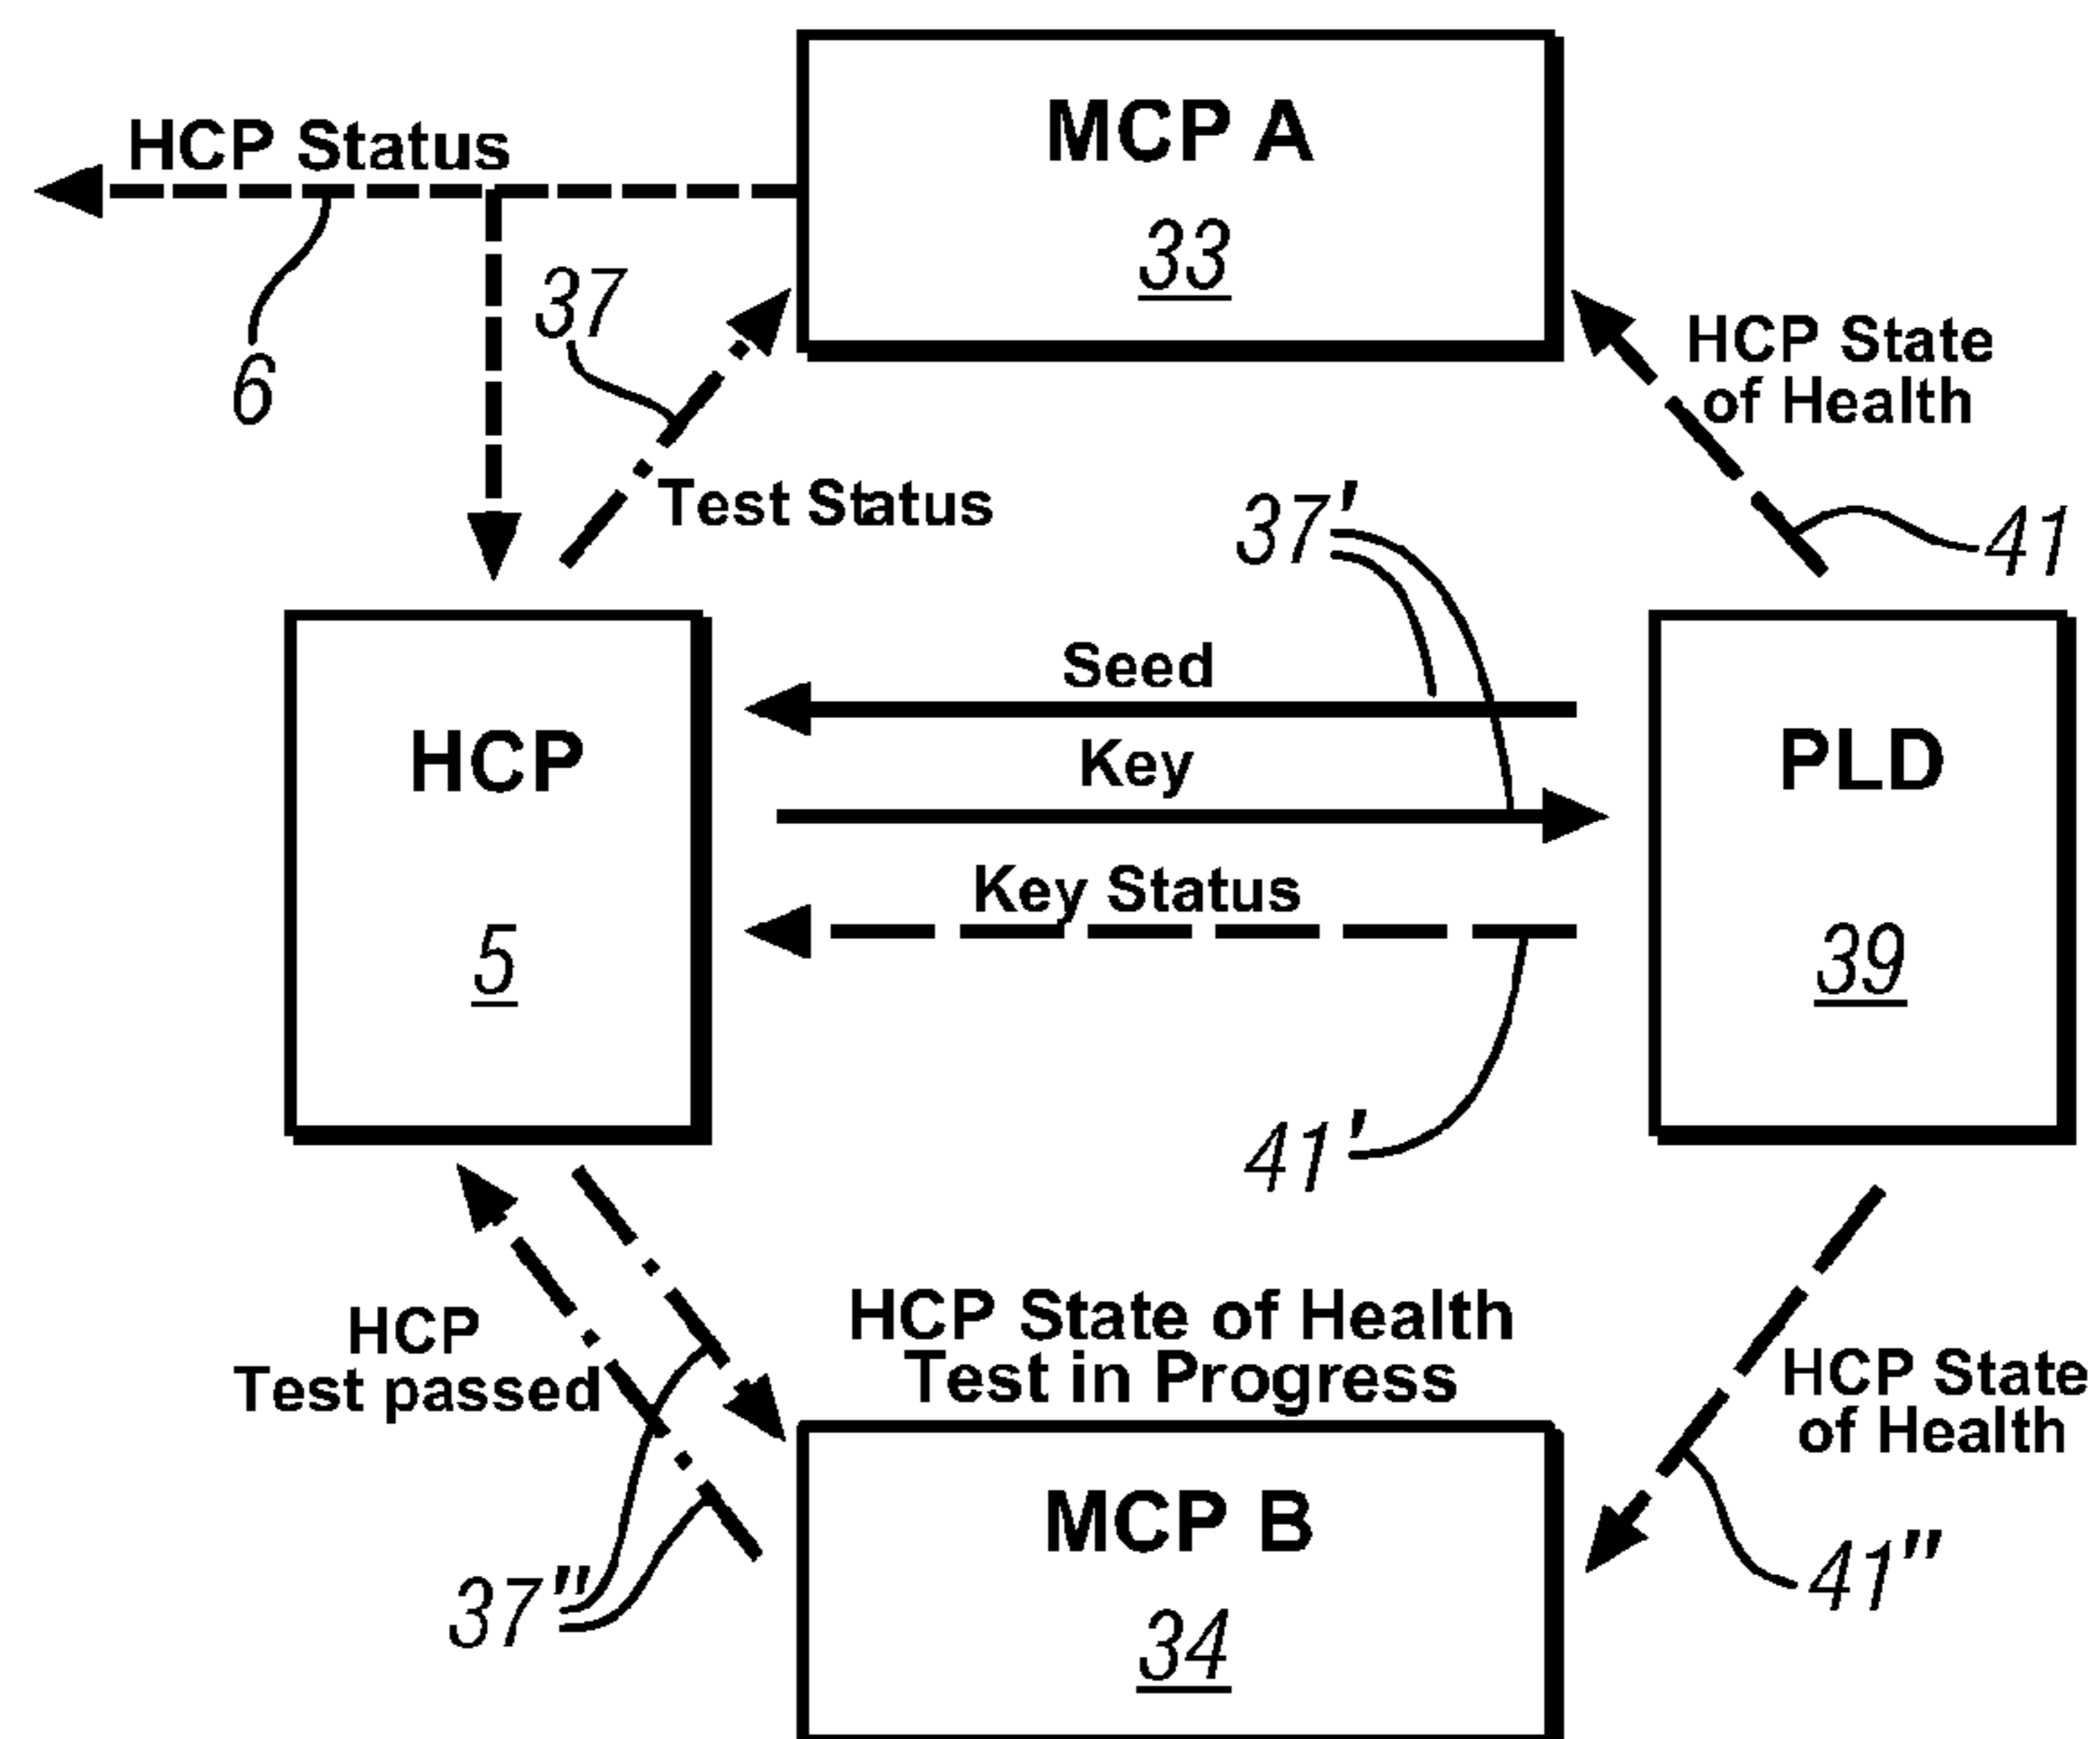 MCP A
33
HCP Status
6
37
Test Status
HCP State
of Health
41
37'
Seed
Key
Key Status
41'
HCP
5
PLD
39
HCP
Test passed
HCP State of Health
Test in Progress
HCP State
of Health
37"
41"
MCP B
34